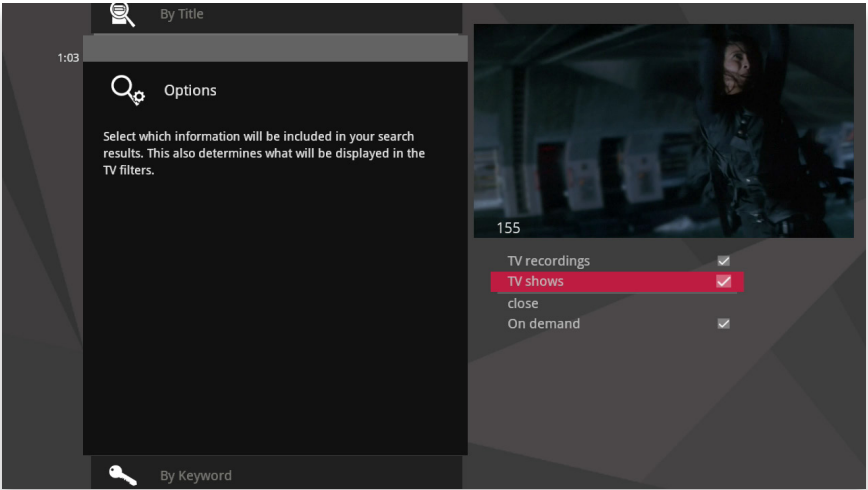 By Title
1:03
Options
Select which information will be included in your search
results. This also determines what will be displayed in the
TV filters.
By Keyword
155
TV recordings
TV shows
close
On demand